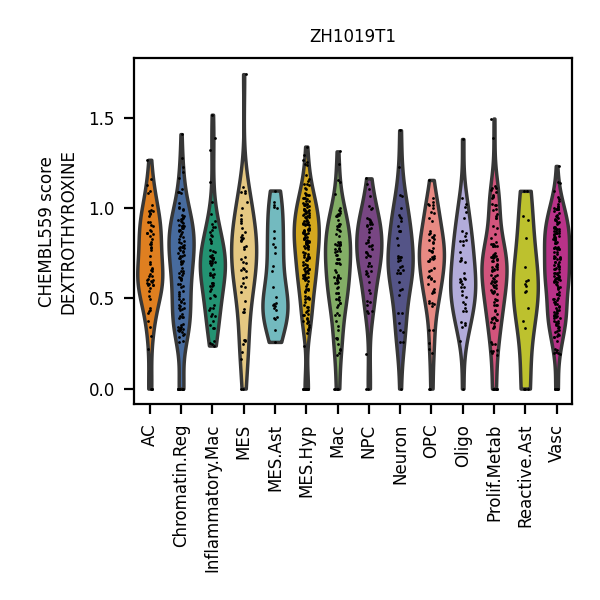 ZH1019T1
CHEMBL559 score
DEXTROTHYROXINE
1.5
1.0
0.5
0.0
AC
Chromatin.Reg
Inflammatory.Mac
MES
MES.Ast
MES.Hyp
Mac
NPC
Neuron
OPC
Oligo
Prolif.Metab
Reactive.Ast
Vasc